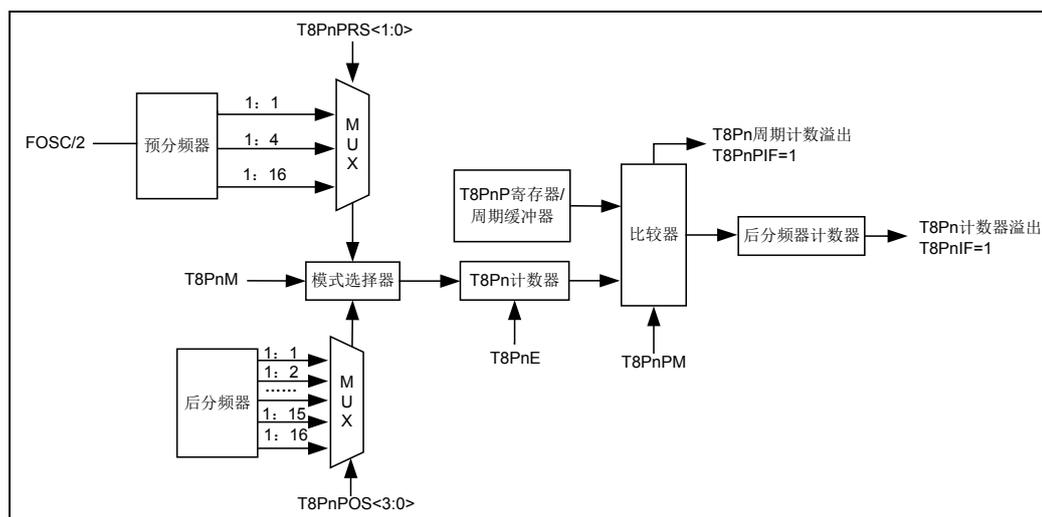 T8PnPRS<1:0>
FOSC/2
预分频器
1：1
1：4
1：16
MUX
T8PnP寄存器/
周期缓冲器
比较器
T8Pn周期计数溢出
T8PnPIF=1
后分频器计数器
T8Pn计数器溢出
T8PnIF=1
T8PnM
模式选择器
T8Pn计数器
T8PnE
T8PnPM
后分频器
1：1
1：2
……
1：15
1：16
MUX
T8PnPOS<3:0>